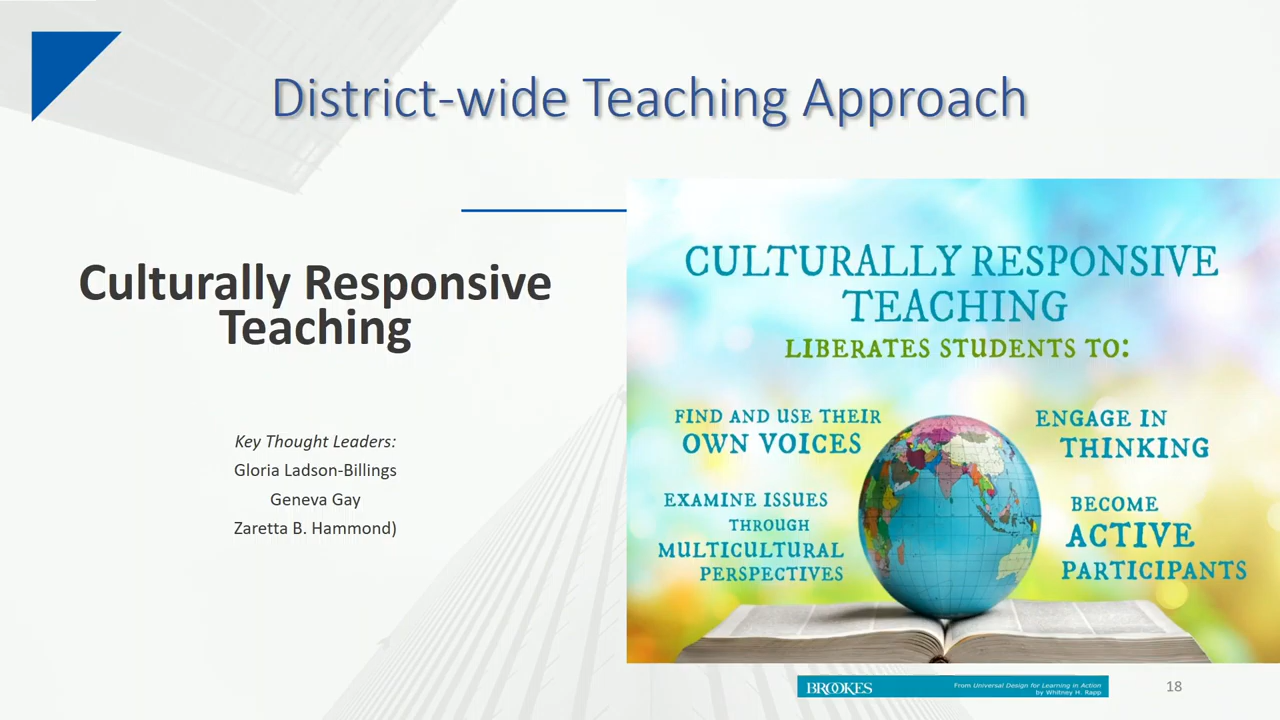 District-wide Teaching Approach
Culturally Responsive
Teaching
Key Thought Leaders:
Gloria Ladson-Billings
Geneva Gay
Zaretta B. Hammond)
CULTURALLY RESPONSIVE
TEACHING
LIBERATES STUDENTS TO:
FIND AND USE THEIR
OWN VOICES
EXAMINE ISSUES
THROUGH
MULTICULTURAL
PERSPECTIVES
ENGAGE IN
THINKING
BECOME
ACTIVE
PARTICIPANTS
BROOKES
From Universal Design for Learning in Action
by Whitney H. Rapp
18